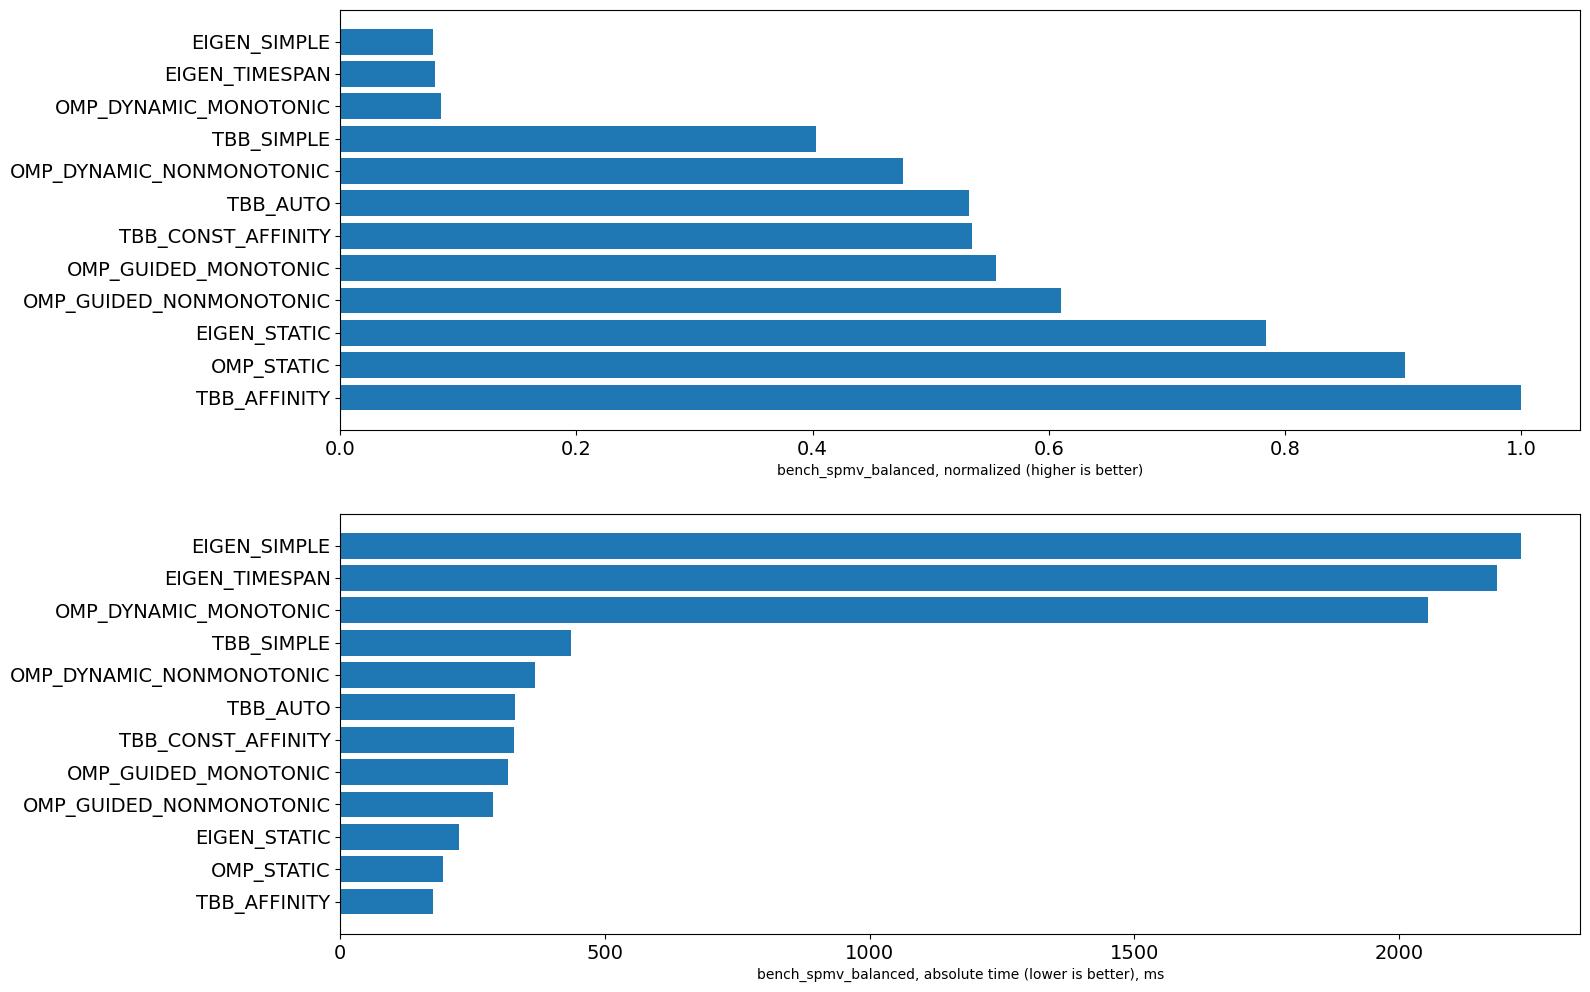 EIGEN_SIMPLE
EIGEN_TIMESPAN
OMP_DYNAMIC_MONOTONIC
TBB_SIMPLE
OMP_DYNAMIC_NONMONOTONIC
TBB_AUTO
TBB_CONST_AFFINITY
OMP_GUIDED_MONOTONIC
OMP_GUIDED_NONMONOTONIC
EIGEN_STATIC
OMP_STATIC
TBB_AFFINITY
0.0 0.2 0.4 0.6 0.8 1.0
bench_spmv_balanced, normalized (higher is better)
EIGEN_SIMPLE
EIGEN_TIMESPAN
OMP_DYNAMIC_MONOTONIC
TBB_SIMPLE
OMP_DYNAMIC_NONMONOTONIC
TBB_AUTO
TBB_CONST_AFFINITY
OMP_GUIDED_MONOTONIC
OMP_GUIDED_NONMONOTONIC
EIGEN_STATIC
OMP_STATIC
TBB_AFFINITY
0 500 1000 1500 2000
bench_spmv_balanced, absolute time (lower is better), ms